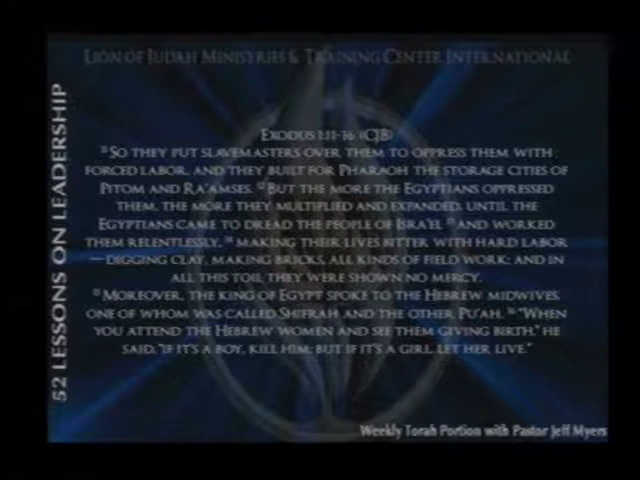 LION OF JUDAH MINISTRIES & TRAINING CENTER INTERNATIONAL
52 LESSONS ON LEADERSHIP
EXODUS 1:11-16 (CJB)
11 SO THEY PUT SLAVEMASTERS OVER THEM TO OPPRESS THEM WITH
FORCED LABOR, AND THEY BUILT FOR PHARAOH THE STORAGE CITIES OF
PITOM AND RA'AMSES. 12 BUT THE MORE THE EGYPTIANS OPPRESSED
THEM, THE MORE THEY MULTIPLIED AND EXPANDED, UNTIL THE
EGYPTIANS CAME TO DREAD THE PEOPLE OF ISRA'EL 13 AND WORKED
THEM RELENTLESSLY, 14 MAKING THEIR LIVES BITTER WITH HARD LABOR
— DIGGING CLAY, MAKING BRICKS, ALL KINDS OF FIELD WORK; AND IN
ALL THIS TOIL THEY WERE SHOWN NO MERCY.
15 MOREOVER, THE KING OF EGYPT SPOKE TO THE HEBREW MIDWIVES,
ONE OF WHOM WAS CALLED SHIFRAH AND THE OTHER PU'AH. 16 "WHEN
YOU ATTEND THE HEBREW WOMEN AND SEE THEM GIVING BIRTH," HE
SAID, "IF IT'S A BOY, KILL HIM; BUT IF IT'S A GIRL, LET HER LIVE."
Weekly Torah Portion with Pastor Jeff Myers